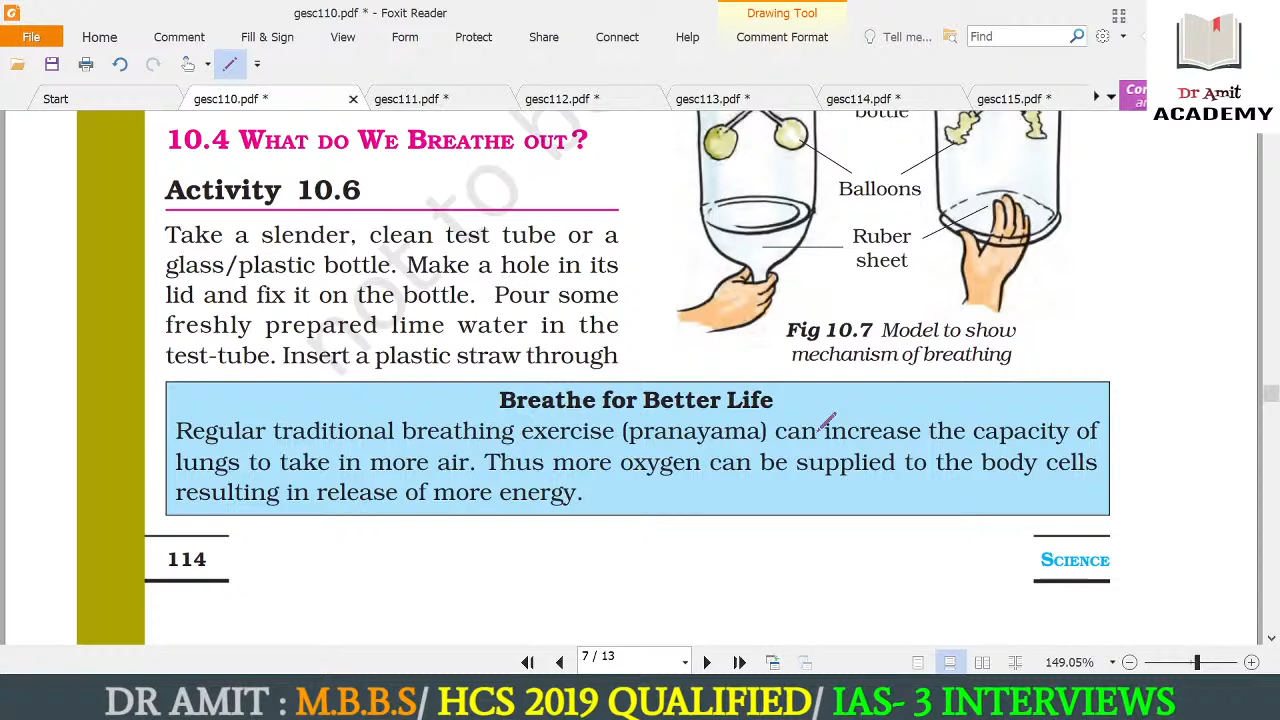 gesc110.pdf * - Foxit Reader
Drawing Tool
File
Home
Comment
Fill & Sign
View
Form
Protect
Share
Connect
Help
Comment Format
Tell me...
Find
Start
gesc110.pdf *
gesc111.pdf *
gesc112.pdf *
gesc113.pdf *
gesc114.pdf *
gesc115.pdf *
Dr Amit
ACADEMY
10.4 WHAT DO WE BREATHE OUT?
Activity 10.6
Take a slender, clean test tube or a
glass/plastic bottle. Make a hole in its
lid and fix it on the bottle. Pour some
freshly prepared lime water in the
test-tube. Insert a plastic straw through
not to b
bottle
Balloons
Ruber
sheet
Fig 10.7 Model to show
mechanism of breathing
Breathe for Better Life
Regular traditional breathing exercise (pranayama) can increase the capacity of
lungs to take in more air. Thus more oxygen can be supplied to the body cells
resulting in release of more energy.
114
SCIENCE
7 / 13
149.05%
DR AMIT : M.B.B.S/ HCS 2019 QUALIFIED/ IAS- 3 INTERVIEWS